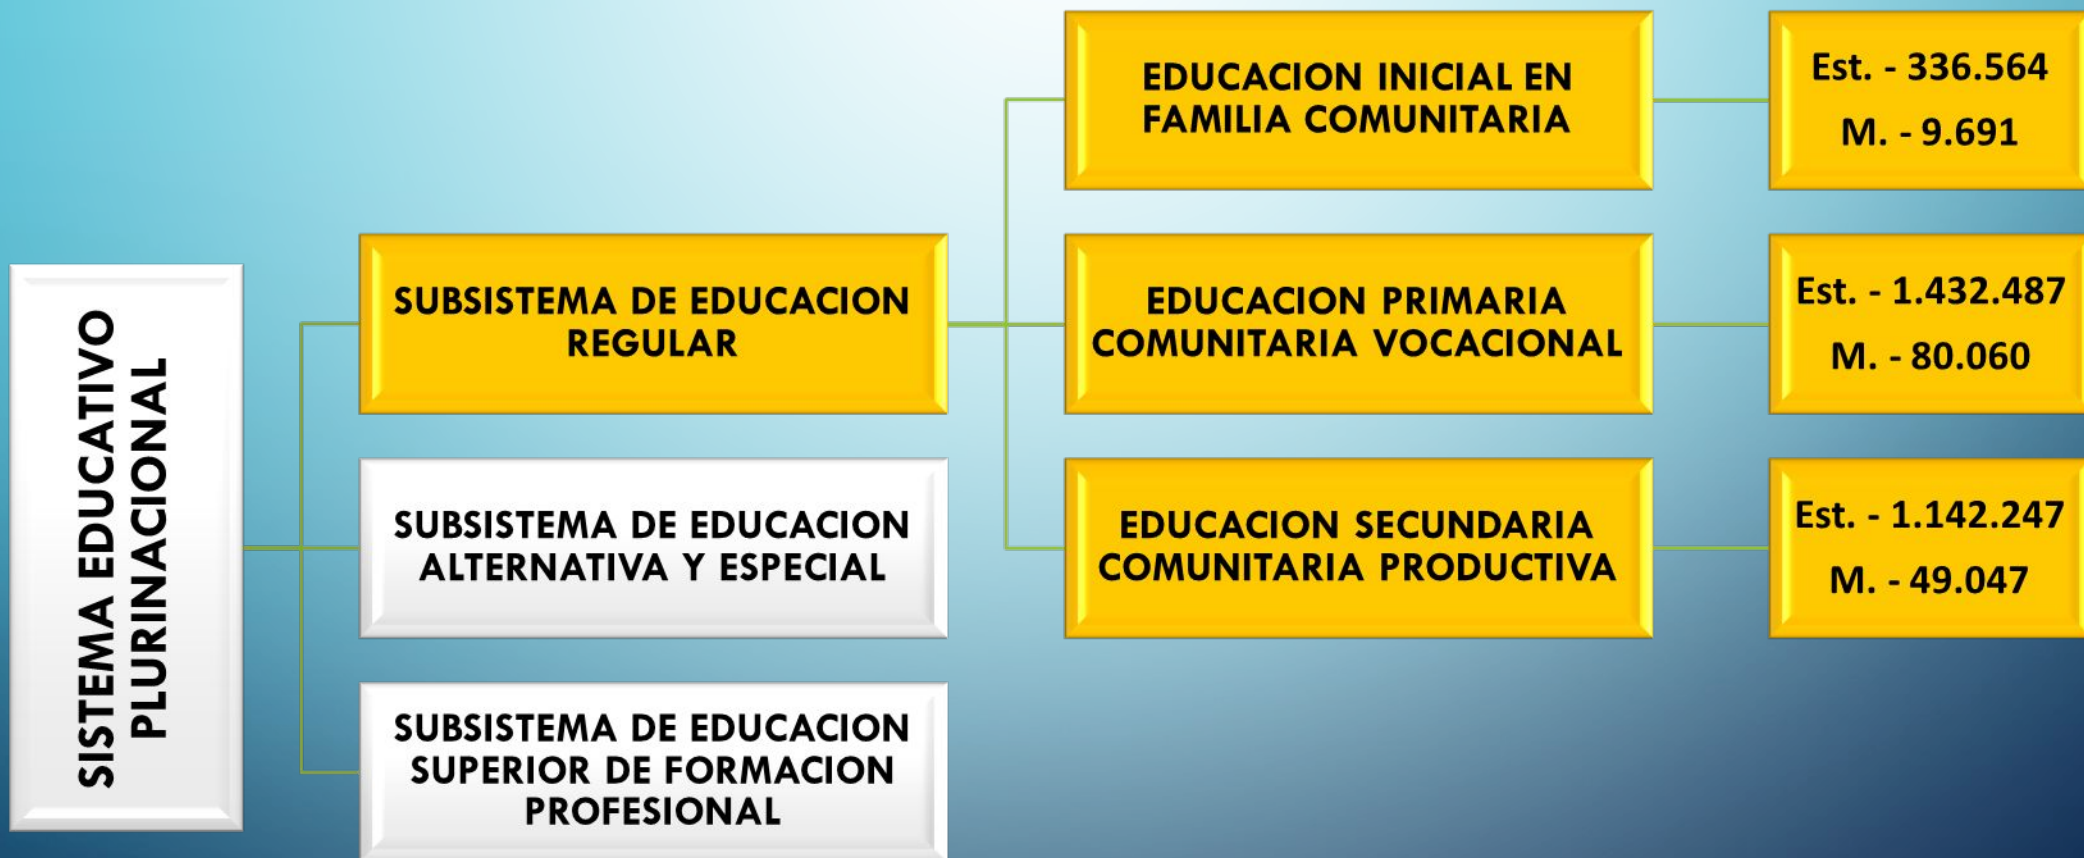 SISTEMA EDUCATIVO
PLURINACIONAL
SUBSISTEMA DE EDUCACION
REGULAR
EDUCACION INICIAL EN
FAMILIA COMUNITARIA
Est. - 336.564
M. - 9.691
EDUCACION PRIMARIA
COMUNITARIA VOCACIONAL
Est. - 1.432.487
M. - 80.060
EDUCACION SECUNDARIA
COMUNITARIA PRODUCTIVA
Est. - 1.142.247
M. - 49.047
SUBSISTEMA DE EDUCACION
ALTERNATIVA Y ESPECIAL
SUBSISTEMA DE EDUCACION
SUPERIOR DE FORMACION
PROFESIONAL